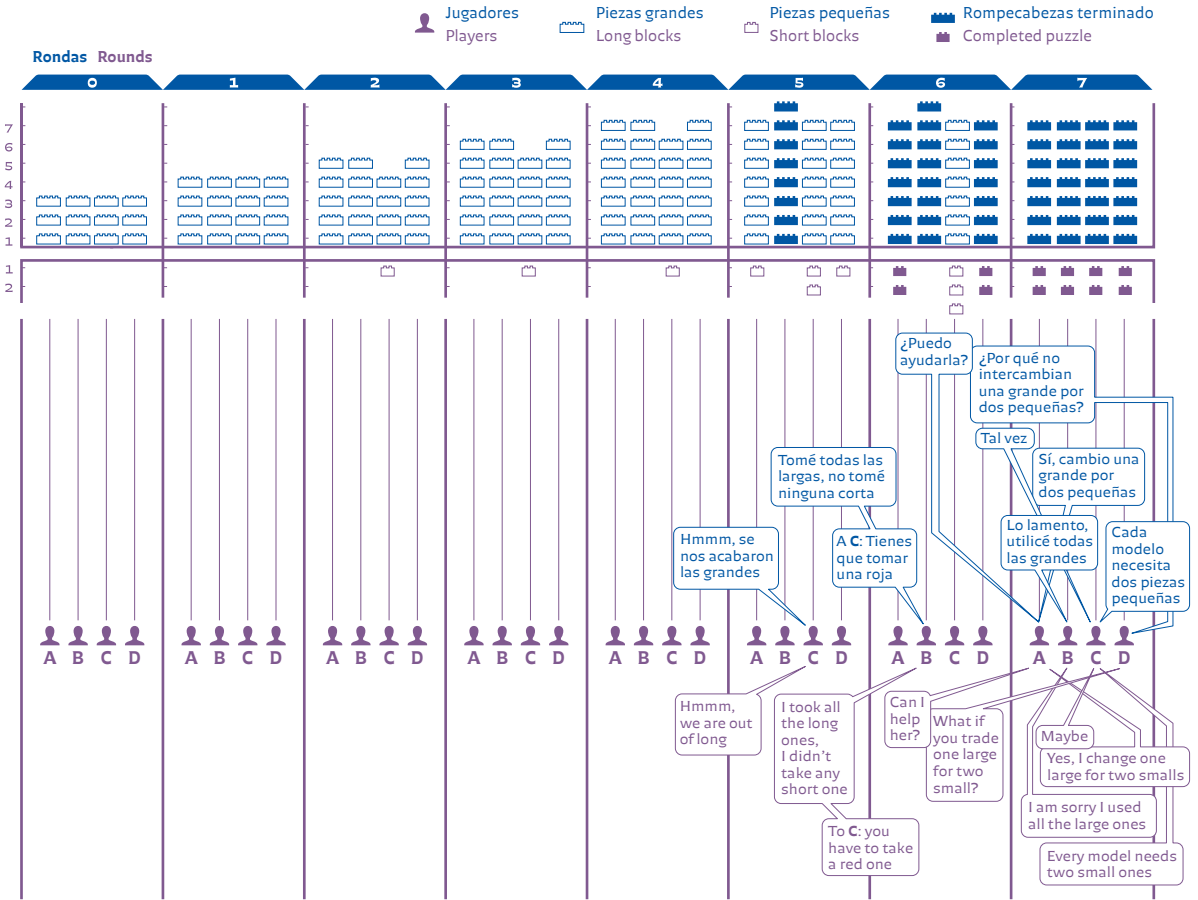 Jugadores
Players
Piezas grandes
Long blocks
Piezas pequeñas
Short blocks
Rompecabezas terminado
Completed puzzle
Rondas Rounds
0 1 2 3 4 5 6 7
7
6
5
4
3
2
1
1
2
¿Puedo
ayudarla?
¿Por qué no
intercambian
una grande por
dos pequeñas?
Tal vez
Sí, cambio una
grande por
dos pequeñas
Tomé todas las
largas, no tomé
ninguna corta
Lo lamento,
utilicé todas
las grandes
Cada
modelo
necesita
dos piezas
pequeñas
Hmmm, se
nos acabaron
las grandes
A C: Tienes
que tomar
una roja
A B C D A B C D A B C D A B C D A B C D A B C D A B C D A B C D
Hmmm,
we are out
of long
I took all
the long
ones,
I didn't
take any
short one
To C: you
have to take
a red one
Can I
help
her?
What if
you trade
one large
for two
small?
Maybe
Yes, I change one
large for two smalls
I am sorry I used
all the large ones
Every model needs
two small ones